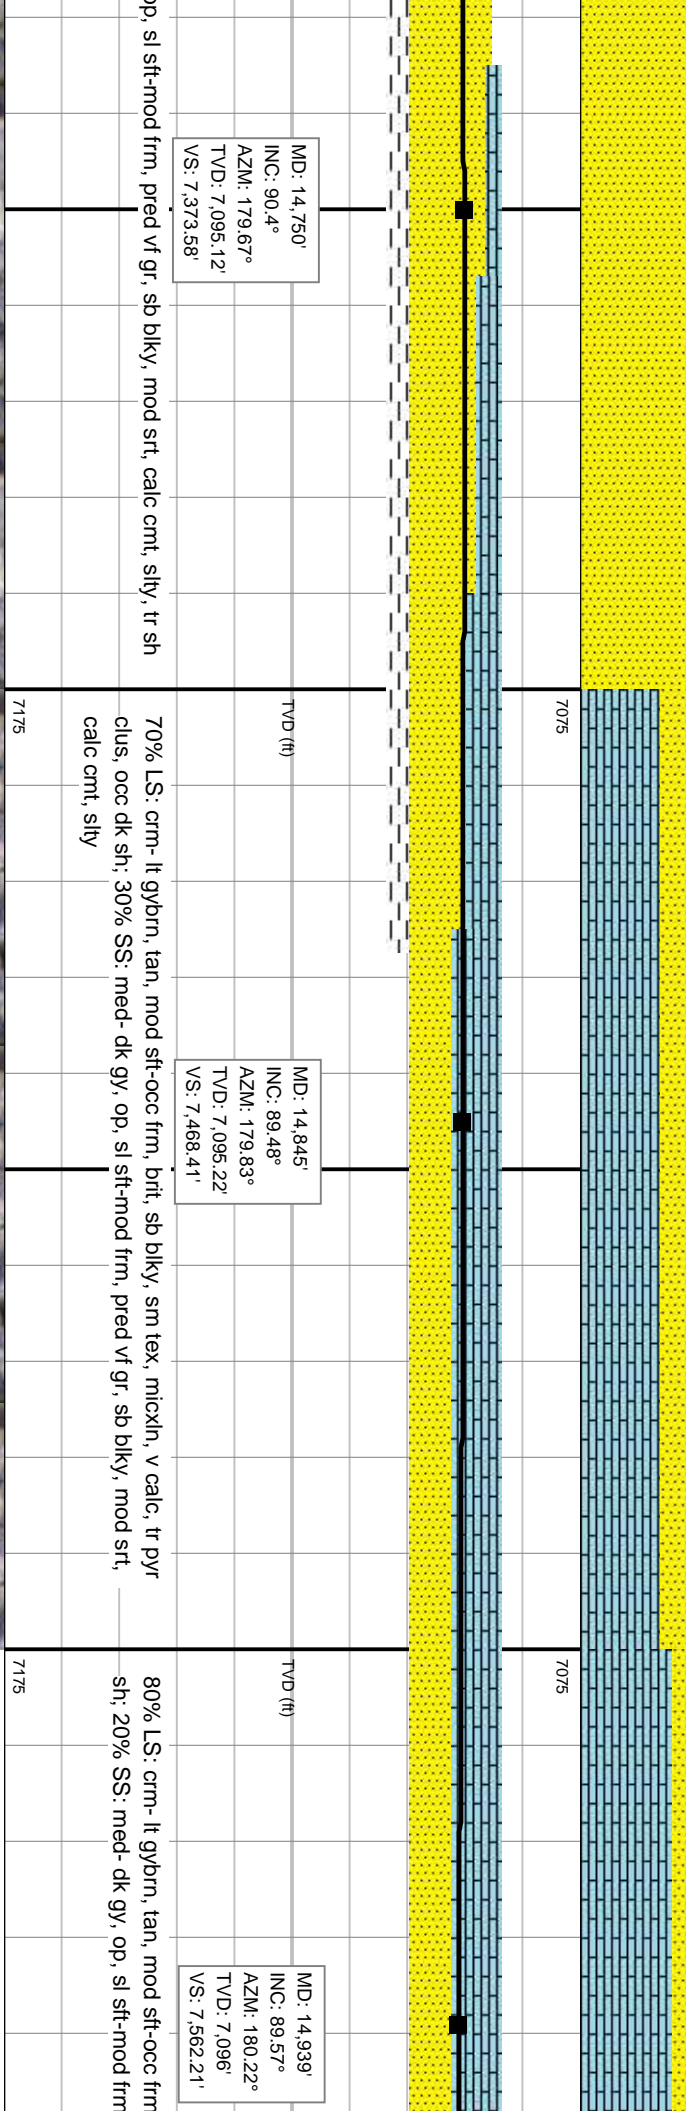 op, sl sft-mod frm, pred vf gr, sb blky, mod srt, calc cmt, slty, tr sh
MD: 14,750'
INC: 90.4°
AZM: 179.67°
TVD: 7,095.12'
VS: 7,373.58'
7075
TVD (ft)
7175
70% LS: crm- lt gybrn, tan, mod sft-occ frm, brit, sb blky, sm tex, micxln, v calc, tr pyr
clus, occ dk sh; 30% SS: med- dk gy, op, sl sft-mod frm, pred vf gr, sb blky, mod srt,
calc cmt, slty
MD: 14,845'
INC: 89.48°
AZM: 179.83°
TVD: 7,095.22'
VS: 7,468.41'
7075
TVD (ft)
7175
80% LS: crm- lt gybrn, tan, mod sft-occ frm
sh; 20% SS: med- dk gy, op, sl sft-mod frm
MD: 14,939'
INC: 89.57°
AZM: 180.22°
TVD: 7,096'
VS: 7,562.21'